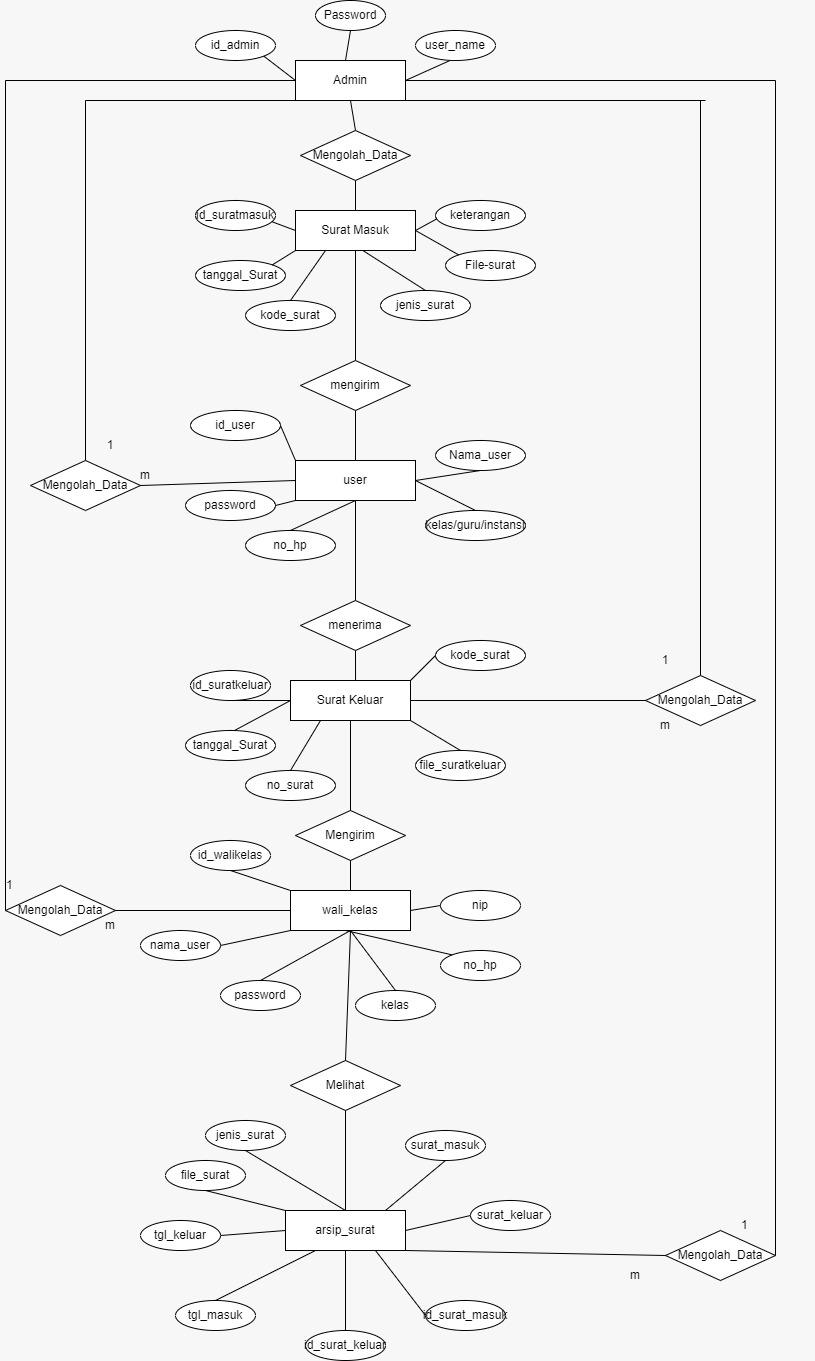 Password
id_admin
user_name
Admin
Mengolah_Data
id_suratmasuk
keterangan
Surat Masuk
tanggal_Surat
File-surat
kode_surat
jenis_surat
mengirim
id_user
1
Nama_user
m
user
Mengolah_Data
password
kelas/guru/instansi
no_hp
menerima
kode_surat
1
id_suratkeluar
Surat Keluar
Mengolah_Data
m
tanggal_Surat
file_suratkeluar
no_surat
Mengirim
id_walikelas
1
nip
Mengolah_Data
wali_kelas
m
nama_user
no_hp
password
kelas
Melihat
jenis_surat
surat_masuk
file_surat
surat_keluar
1
arsip_surat
tgl_keluar
Mengolah_Data
m
tgl_masuk
id_surat_masuk
id_surat_keluar